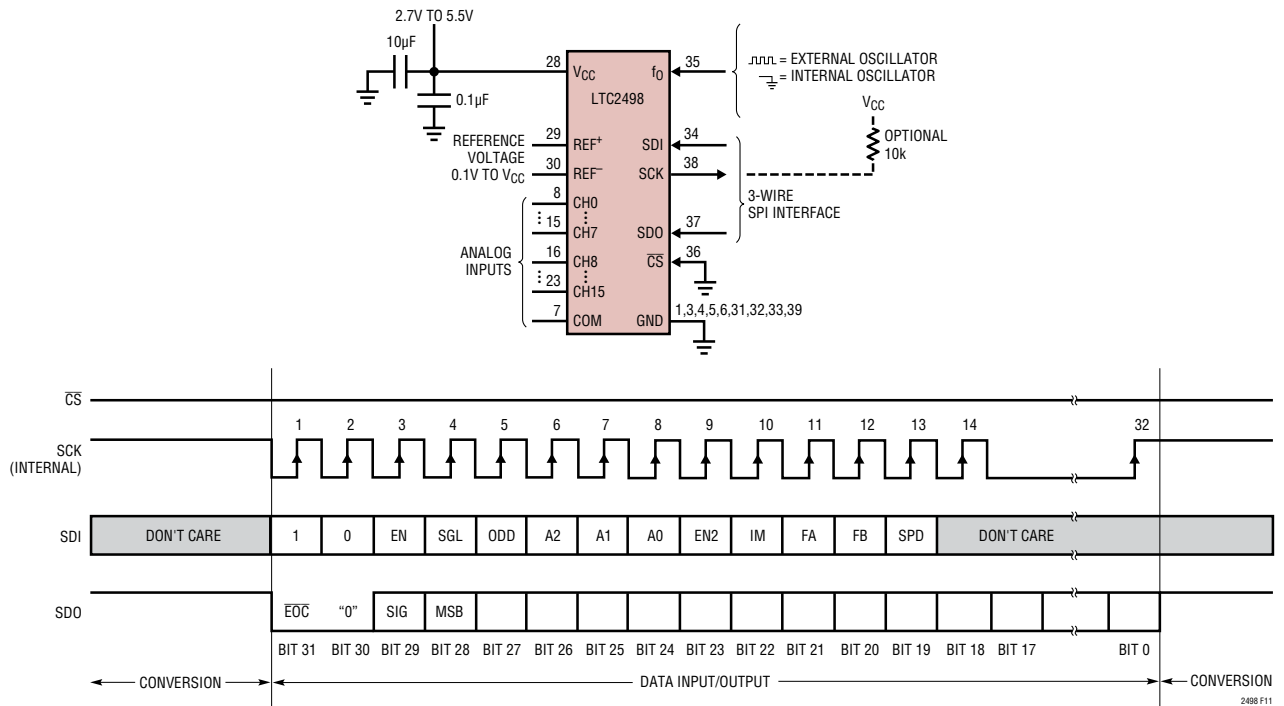 2.7V TO 5.5V
10µF
0.1µF
28
VCC
fO
35
= EXTERNAL OSCILLATOR
= INTERNAL OSCILLATOR
LTC2498
VCC
OPTIONAL
10k
REFERENCE
VOLTAGE
0.1V TO VCC
29
REF+
30
REF–
SDI
34
SCK
38
3-WIRE
SPI INTERFACE
8
CH0
15
CH7
SDO
37
ANALOG
INPUTS
16
CH8
CS
36
23
CH15
7
COM
GND
1,3,4,5,6,31,32,33,39
CS
1 2 3 4 5 6 7 8 9 10 11 12 13 14 32
SCK
(INTERNAL)
SDI DON'T CARE 1 0 EN SGL ODD A2 A1 A0 EN2 IM FA FB SPD DON'T CARE
SDO EOC “0” SIG MSB
BIT 31 BIT 30 BIT 29 BIT 28 BIT 27 BIT 26 BIT 25 BIT 24 BIT 23 BIT 22 BIT 21 BIT 20 BIT 19 BIT 18 BIT 17 BIT 0
CONVERSION DATA INPUT/OUTPUT CONVERSION
2498 F11